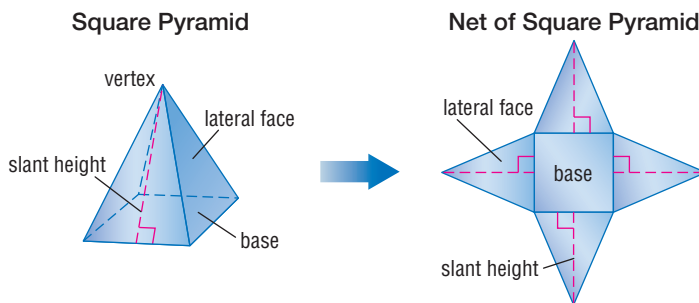 Square Pyramid
vertex
lateral face
slant height
base
Net of Square Pyramid
lateral face
base
slant height